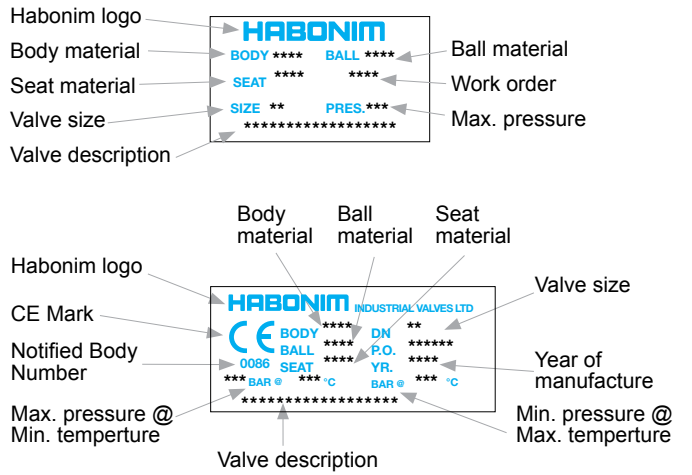 Habonim logo
HABONIM
Body material
BODY **** BALL ****
Ball material
Seat material
SEAT **** ****
Work order
Valve size
SIZE ** PRES.***
Max. pressure
Valve description
******************
Body material
Ball material
Seat material
Habonim logo
HABONIM INDUSTRIAL VALVES LTD
Valve size
CE Mark
CE BODY **** DN **
BALL **** P.O. ******
Notified Body
Number
0086 SEAT **** YR. ****
Year of
manufacture
*** BAR @ *** °C BAR @ *** °C
******************
Max. pressure @
Min. temperture
Min. pressure @
Max. temperture
Valve description